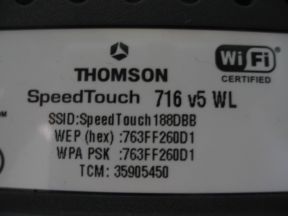 THOMSON
Wi Fi
CERTIFIED
SpeedTouch 716 v5 WL
SSID:SpeedTouch188DBB
WEP (hex) :763FF260D1
WPA PSK :763FF260D1
TCM: 35905450